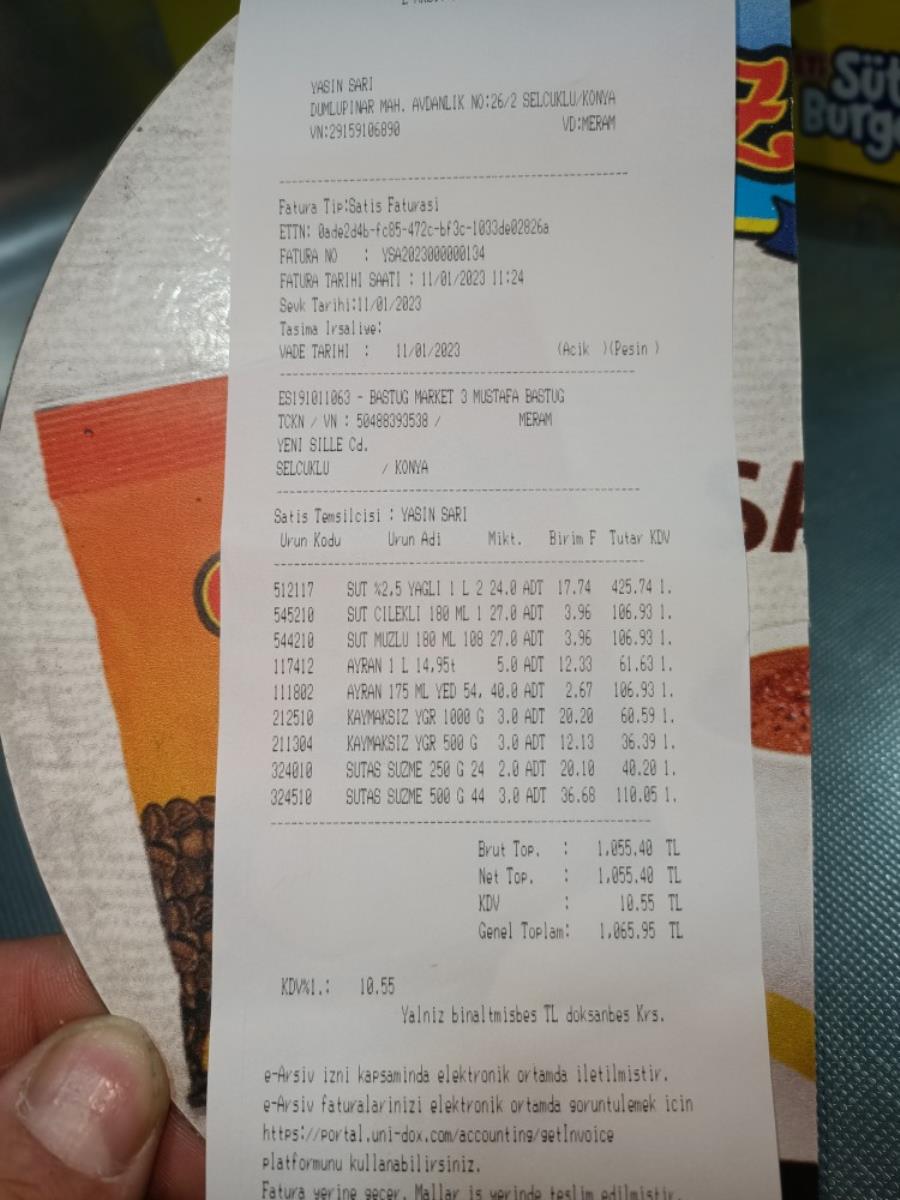 YASIN SARI
DUMLUPINAR MAH. AVDANLIK NO:26/2 SELCUKLU/KONYA
VN:29159106890 VD:MERAM
Fatura Tip:Satis Faturasi
ETTN: 0ade2d4b-fc85-472c-bf3c-1033de02826a
FATURA NO : YSA2023000000134
FATURA TARIHI SAATI : 11/01/2023 11:24
Sevk Tarihi:11/01/2023
Tasima Irsaliye:
VADE TARIHI : 11/01/2023 (Acik )(Pesin )
ES191011063 - BASTUG MARKET 3 MUSTAFA BASTUG
TCKN / VN : 50488393538 / MERAM
YENI SILLE Cd.
SELCUKLU / KONYA
Satis Temsilcisi : YASIN SARI
Urun Kodu Urun Adi Mikt. Birim F Tutar KDV
512117 SUT %2,5 YAGLI 1 L 2 24.0 ADT 17.74 425.74 1.
545210 SUT CILEKLI 180 ML 1 27.0 ADT 3.96 106.93 1.
544210 SUT MUZLU 180 ML 108 27.0 ADT 3.96 106.93 1.
117412 AYRAN 1 L 14,95t 5.0 ADT 12.33 61.63 1.
111802 AYRAN 175 ML YED 54, 40.0 ADT 2.67 106.93 1.
212510 KAYMAKSIZ YGR 1000 G 3.0 ADT 20.20 60.59 1.
211304 KAYMAKSIZ YGR 500 G 3.0 ADT 12.13 36.39 1.
324010 SUTAS SUZME 250 G 24 2.0 ADT 20.10 40.20 1.
324510 SUTAS SUZME 500 G 44 3.0 ADT 36.68 110.05 1.
Brut Top. : 1,055.40 TL
Net Top. : 1,055.40 TL
KDV : 10.55 TL
Genel Toplam: 1,065.95 TL
KDV%1.: 10.55
Yalniz binaltmisbes TL doksanbes Krs.
e-Arsiv izni kapsaminda elektronik ortamda iletilmistir.
e-Arsiv faturalarinizi elektronik ortamda goruntulemek icin
https://portal.uni-dox.com/accounting/getInvoice
platformunu kullanabilirsiniz.
Fatura yerine gecer. Mallar is yerinde teslim edilmistir.
Süt
Burge